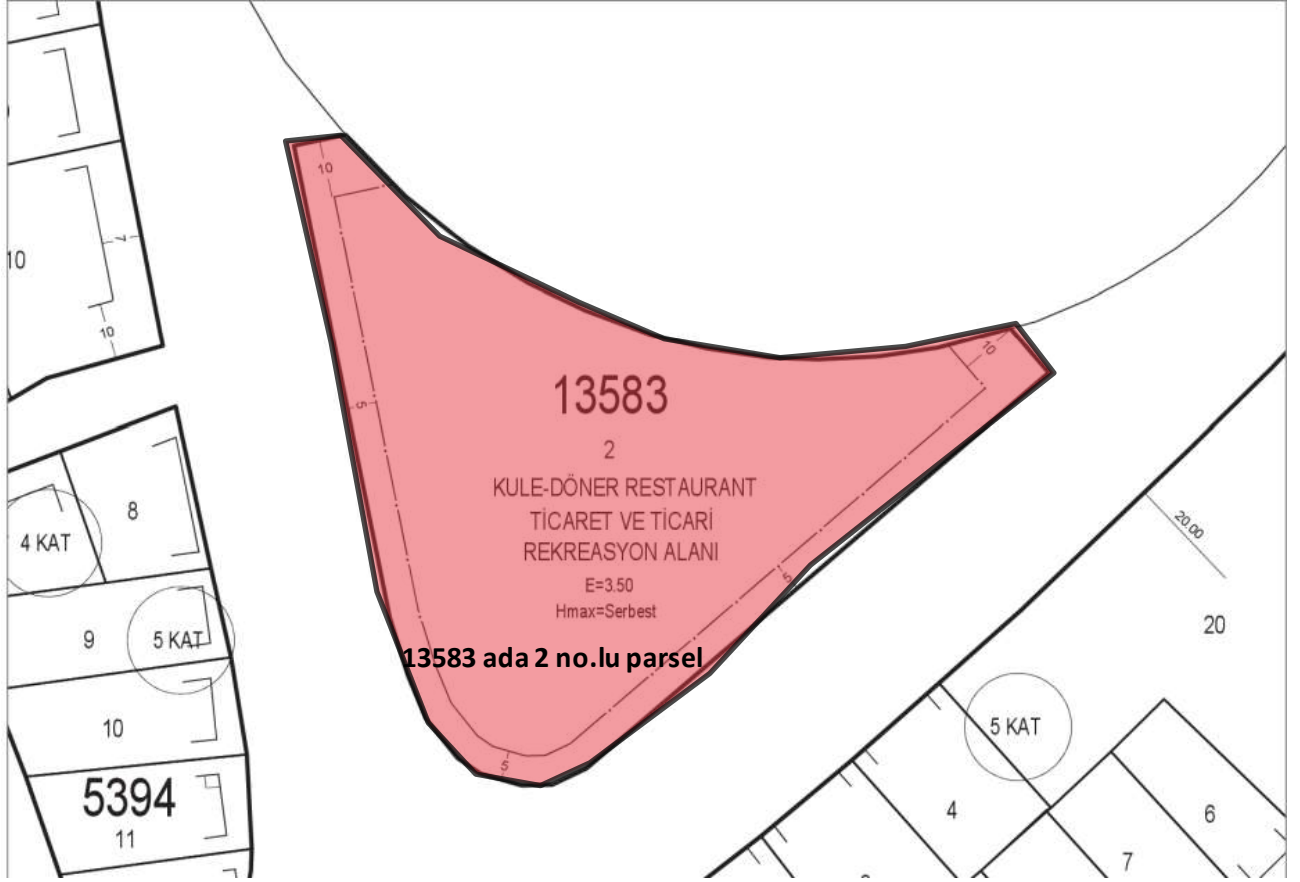 10
7
10
10
5
10
13583
2
KULE-DÖNER RESTAURANT
TİCARET VE TİCARİ
REKREASYON ALANI
E=3.50
Hmax=Serbest
13583 ada 2 no.lu parsel
5
5
8
4 KAT
9
5 KAT
10
5394
11
20.00
20
5 KAT
4
6
7